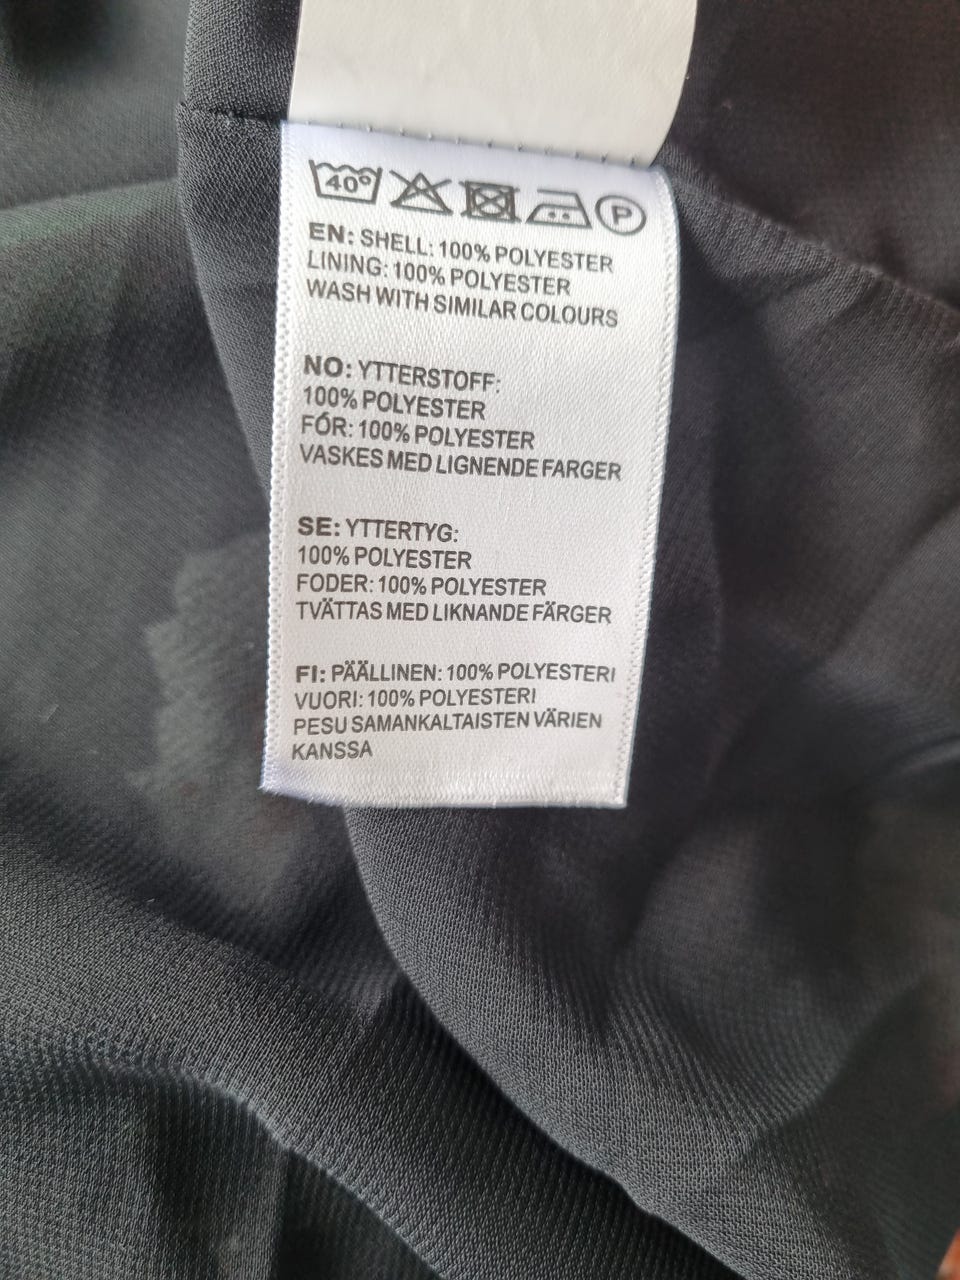 40°
P
EN: SHELL: 100% POLYESTER
LINING: 100% POLYESTER
WASH WITH SIMILAR COLOURS
NO: YTTERSTOFF:
100% POLYESTER
FÓR: 100% POLYESTER
VASKES MED LIGNENDE FARGER
SE: YTTERTYG:
100% POLYESTER
FODER: 100% POLYESTER
TVÄTTAS MED LIKNANDE FÄRGER
FI: PÄÄLLINEN: 100% POLYESTERI
VUORI: 100% POLYESTERI
PESU SAMANKALTAISTEN VÄRIEN
KANSSA